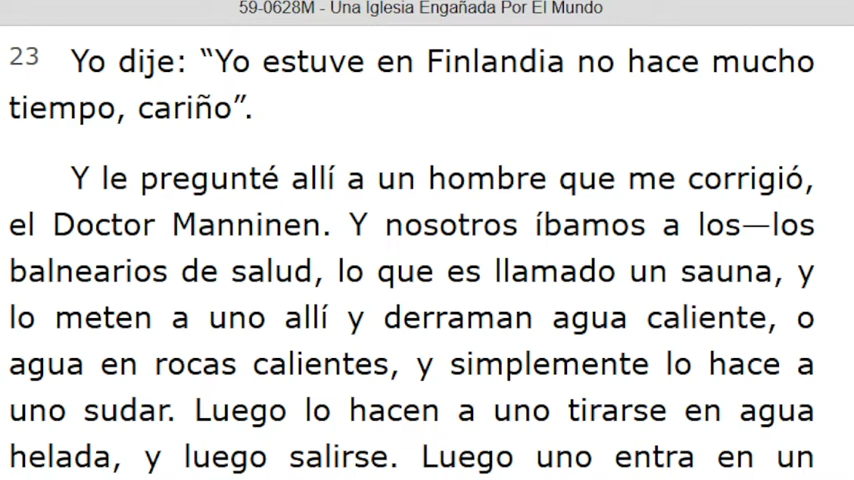 59-0628M - Una Iglesia Engañada Por El Mundo
23 Yo dije: “Yo estuve en Finlandia no hace mucho
tiempo, cariño”.
Y le pregunté allí a un hombre que me corrigió,
el Doctor Manninen. Y nosotros íbamos a los—los
balnearios de salud, lo que es llamado un sauna, y
lo meten a uno allí y derraman agua caliente, o
agua en rocas calientes, y simplemente lo hace a
uno sudar. Luego lo hacen a uno tirarse en agua
helada, y luego salirse. Luego uno entra en un